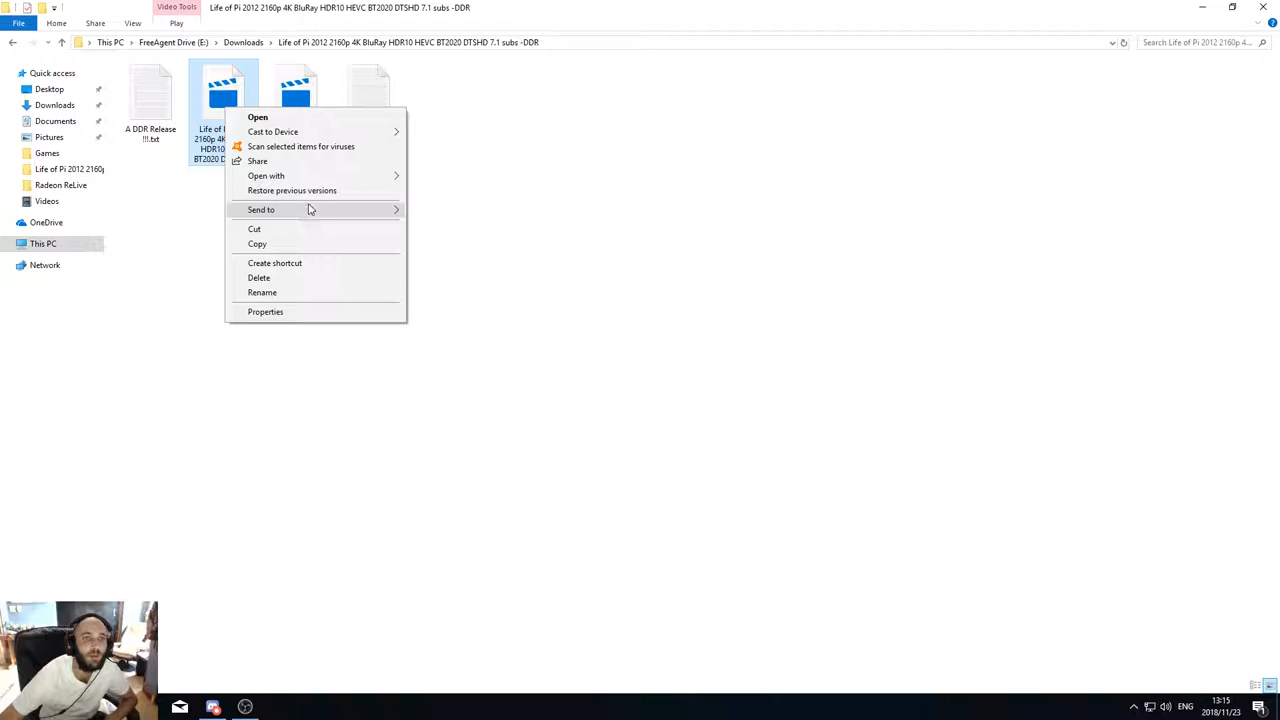 Video Tools
Life of Pi 2012 2160p 4K BluRay HDR10 HEVC BT2020 DTSHD 7.1 subs -DDR
File
Home
Share
View
Play
This PC
FreeAgent Drive (E:)
Downloads
Life of Pi 2012 2160p 4K BluRay HDR10 HEVC BT2020 DTSHD 7.1 subs -DDR
Search Life of Pi 2012 2160p 4...
Quick access
Desktop
Downloads
Documents
Pictures
Games
Life of Pi 2012 2160p
Radeon ReLive
Videos
OneDrive
This PC
Network
A DDR Release
!!!.txt
Life of
2160p 4K
HDR10
BT2020 D
Open
Cast to Device
Scan selected items for viruses
Share
Open with
Restore previous versions
Send to
Cut
Copy
Create shortcut
Delete
Rename
Properties
ENG
13:15
2018/11/23
1